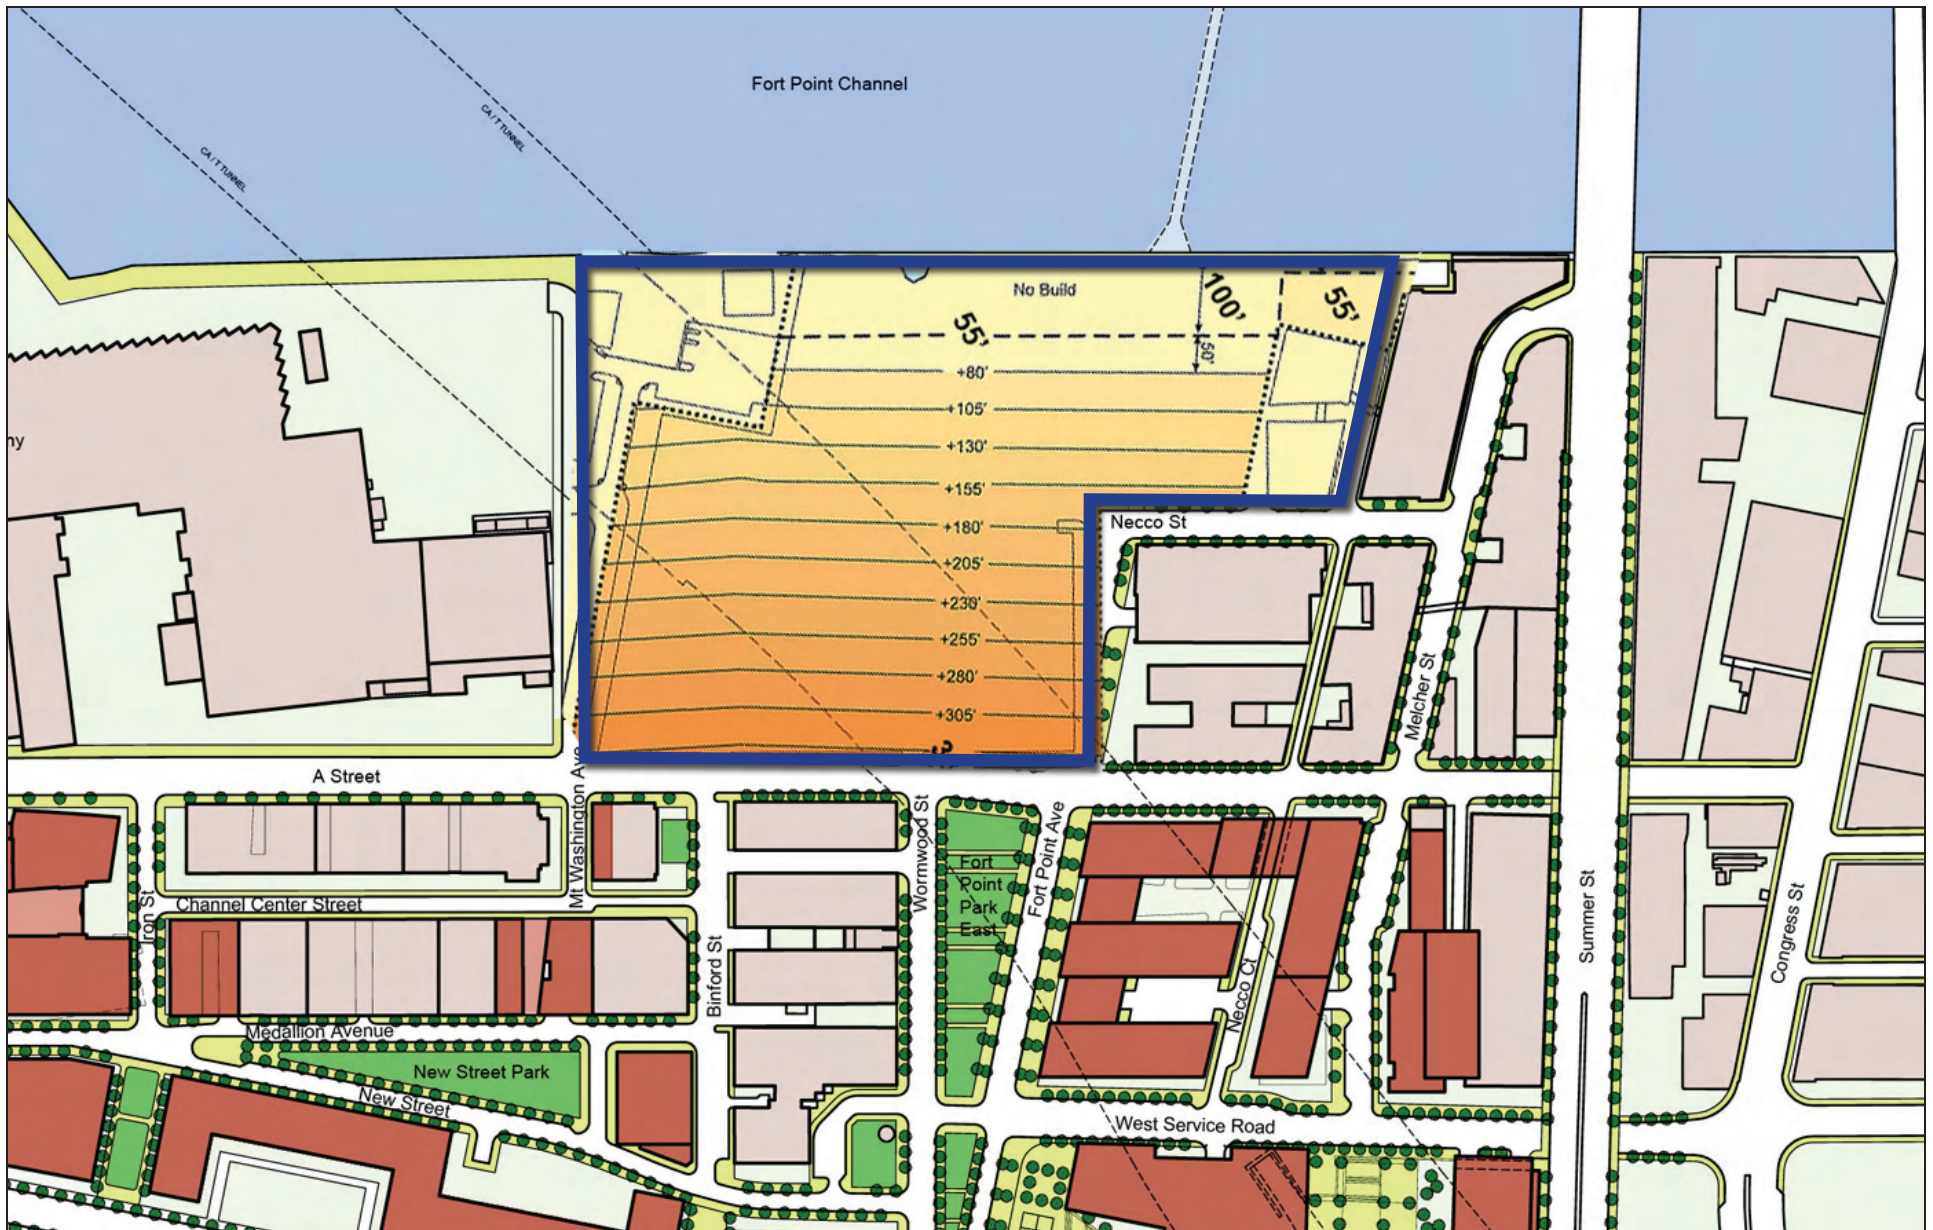 Fort Point Channel
CA / T TUNNEL
CA / T TUNNEL
No Build
100'
55'
55'
50'
+80'
+105'
+130'
ny
+155'
+180'
Necco St
+205'
+230'
+255'
+280'
+305'
Melcher St
A Street
Mt Washington Ave
Wormwood St
Fort Point Ave
Fort
Point
Park
East
Iron St
Channel Center Street
Binford St
Necco Ct
Summer St
Congress St
Medallion Avenue
New Street Park
New Street
West Service Road